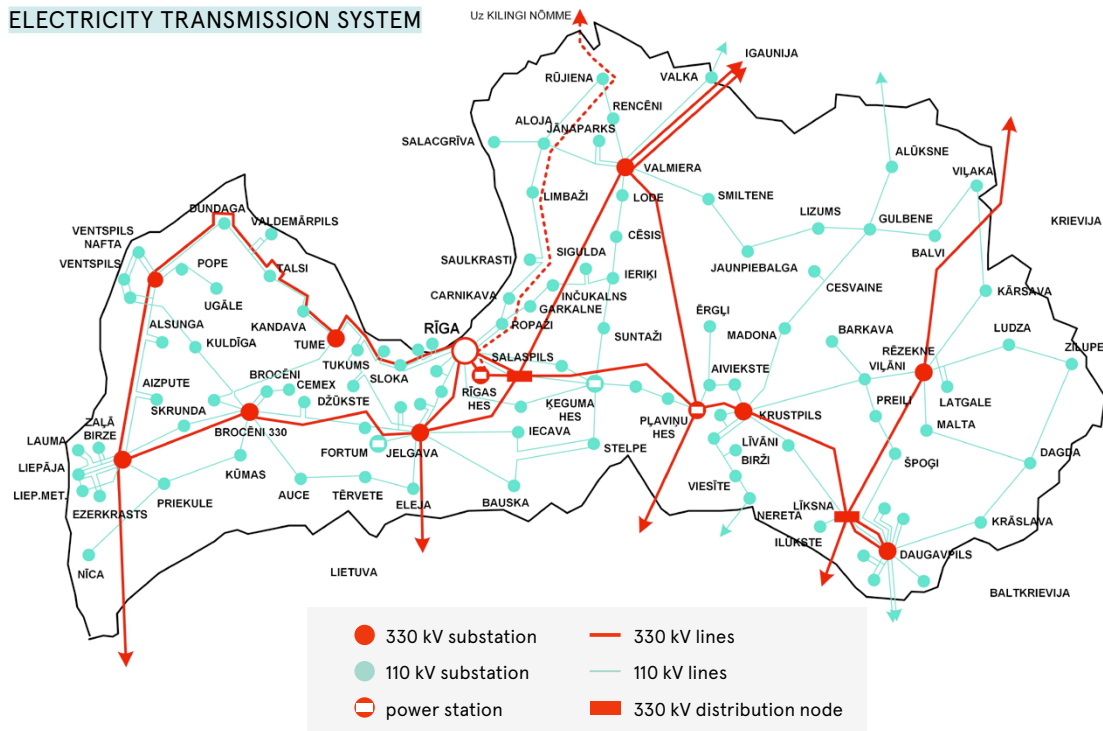 ELECTRICITY TRANSMISSION SYSTEM
Uz KILINGI NÕMME
IGAUNIJA
RŪJIENA
VALKA
RENCĒNI
ALOJA
JĀNAPARKS
SALACGRĪVA
VALMIERA
ALŪKSNE
VIĻAKA
LIMBAŽI
LODE
SMILTENE
DUNDAGA
VALDEMĀRPILS
LIZUMS
GULBENE
KRIEVIJA
VENTSPILS
NAFTA
CĒSIS
BALVI
VENTSPILS
POPE
TALSI
SAULKRASTI
SIGULDA
IERIĶI
JAUNPIEBALGA
UGĀLE
CARNIKAVA
INČUKALNS
GARKALNE
CESVAINE
KĀRSAVA
ALSUNGA
KANDAVA
RĪGA
ROPAŽI
SUNTAŽI
ĒRGĻI
MADONA
BARKAVA
LUDZA
KULDĪGA
TUME
ZILUPE
TUKUMS
SALASPILS
RĒZEKNE
VIĻĀNI
BROCĒNI
CEMEX
SLOKA
AIVIEKSTE
AIZPUTE
DŽŪKSTE
RĪGAS
HES
ĶEGUMA
HES
PĻAVIŅU
HES
KRUSTPILS
PREIĻI
LATGALE
SKRUNDA
ZAĻĀ
BIRZE
BROCĒNI 330
IECAVA
LĪVĀNI
MALTA
LAUMA
FORTUM
JELGAVA
STELPE
BIRŽI
ŠPOĢI
DAGDA
LIEPĀJA
KŪMAS
VIESĪTE
LIEP.MET.
AUCE
TĒRVETE
ELEJA
BAUSKA
LĪKSNA
EZERKRASTS
PRIEKULE
NERETA
KRĀSLAVA
ILŪKSTE
DAUGAVPILS
NĪCA
LIETUVA
BALTKRIEVIJA
330 kV substation
330 kV lines
110 kV substation
110 kV lines
power station
330 kV distribution node